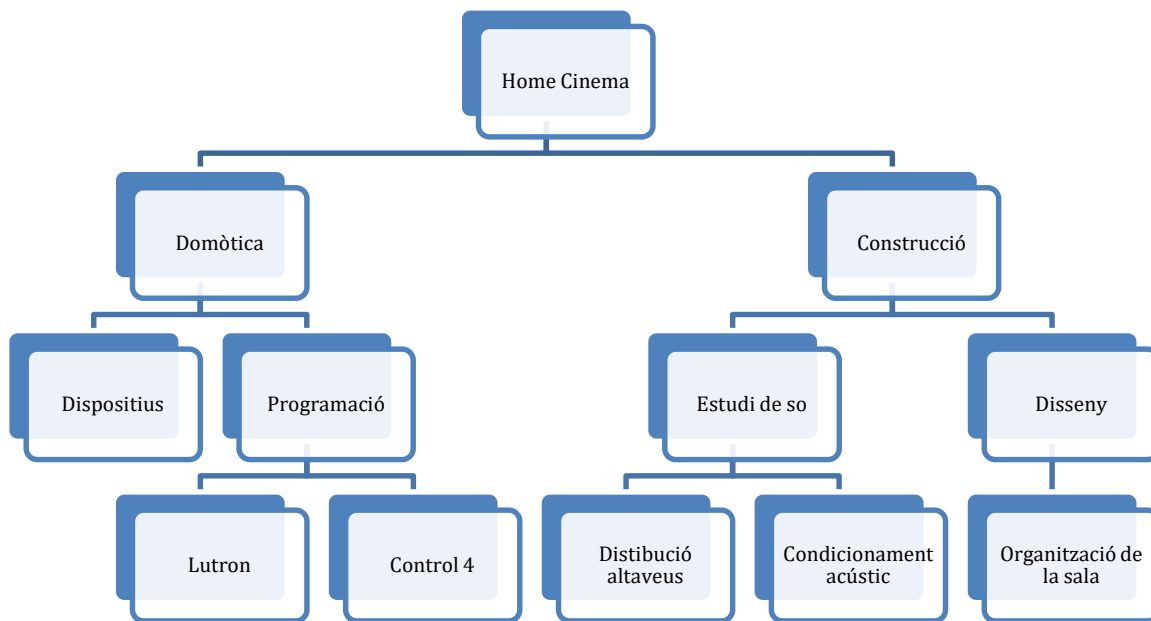 Home Cinema
Domòtica
Construcció
Dispositius
Programació
Estudi de so
Disseny
Lutron
Control 4
Distibució
altaveus
Condicionament
acústic
Organització de
la sala